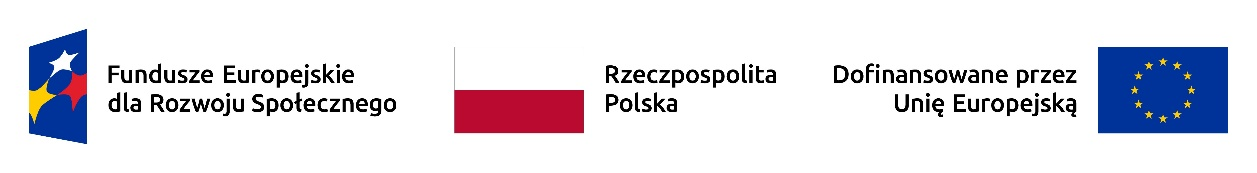 Fundusze Europejskie
dla Rozwoju Społecznego
Rzeczpospolita
Polska
Dofinansowane przez
Unię Europejską